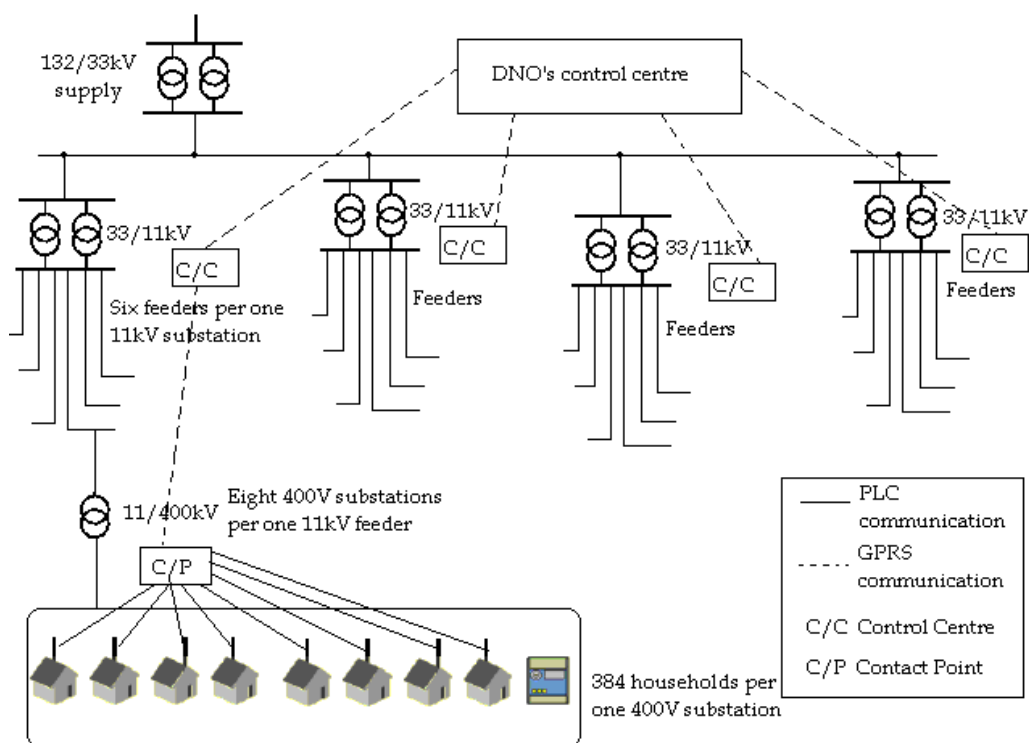 132/33kV
supply
DNO's control centre
33/11kV
C/C
33/11kV
C/C
33/11kV
C/C
33/11kV
C/C
Six feeders per one
11kV substation
Feeders
Feeders
Feeders
11/400kV
Eight 400V substations
per one 11kV feeder
C/P
384 households per
one 400V substation
PLC
communication
GPRS
communication
C/C Control Centre
C/P Contact Point